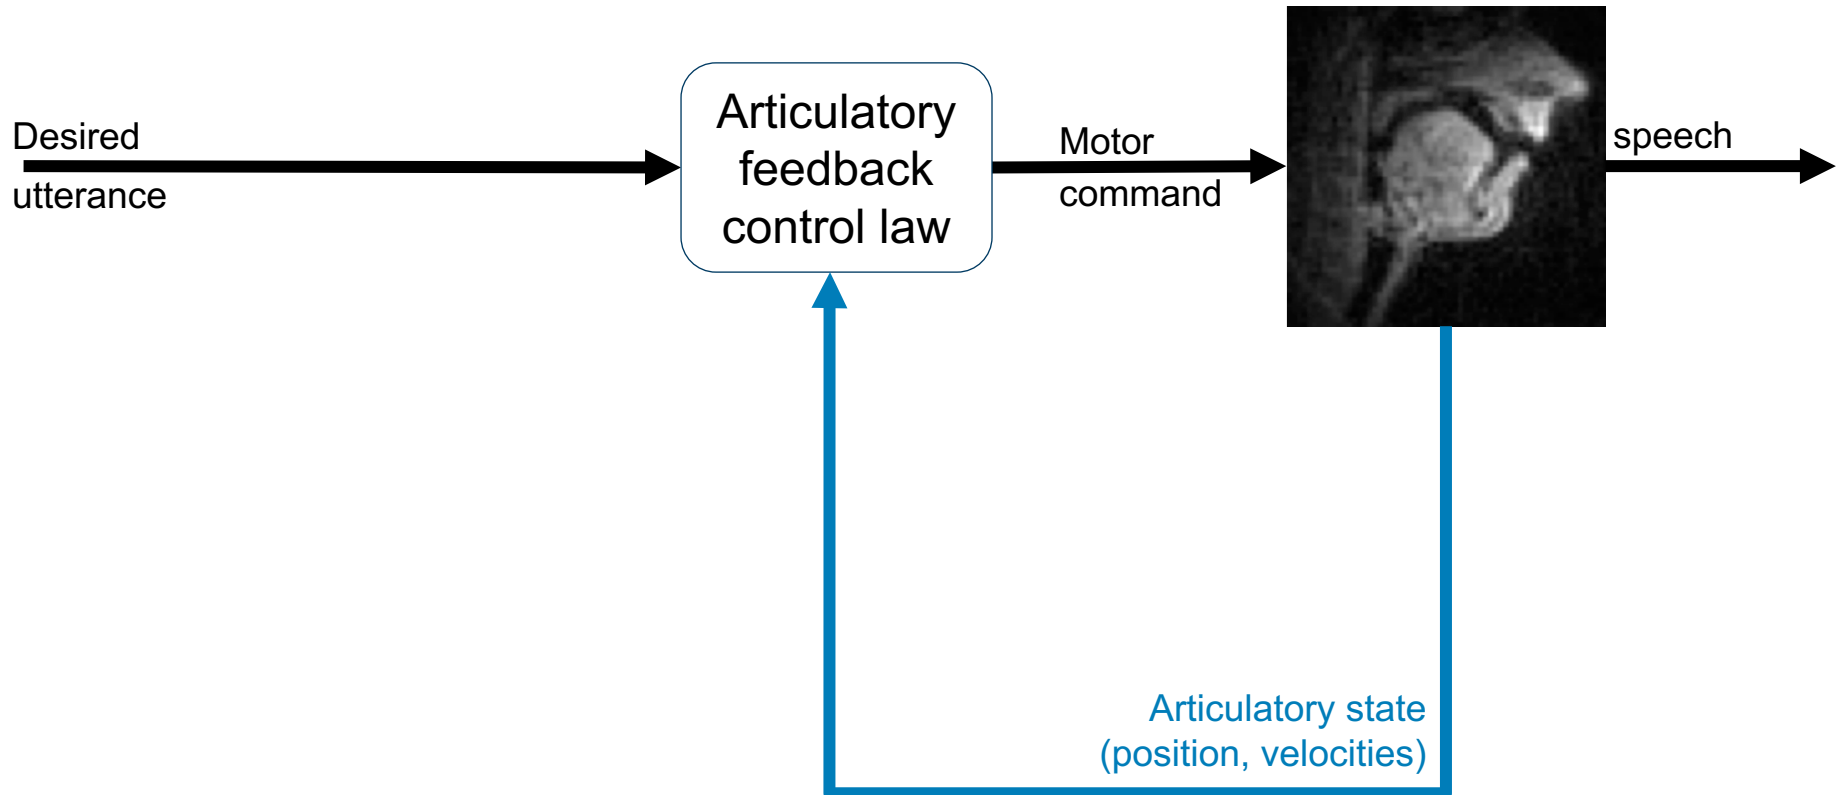 Desired
utterance
Articulatory
feedback
control law
Motor
command
speech
Articulatory state
(position, velocities)